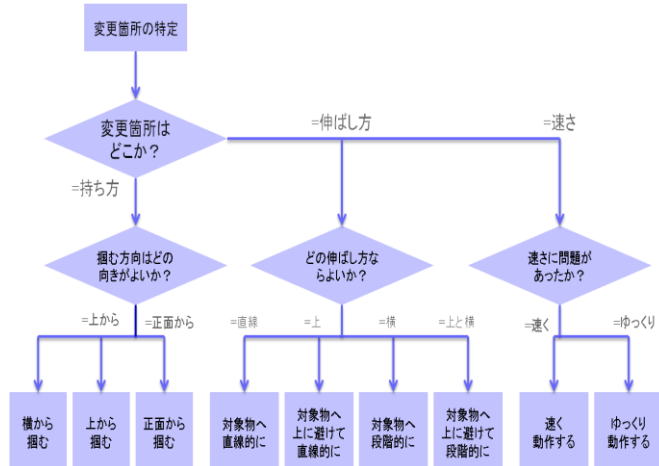 変更箇所の特定
変更箇所は
どこか？
=伸ばし方
=速さ
=持ち方
掴む方向はどの
向きがよいか？
どの伸ばし方な
らよいか？
速さに問題が
あったか？
=上から
=正面から
=直線
=上
=横
=上と横
=速く
=ゆっくり
横から
掴む
上から
掴む
正面から
掴む
対象物へ
直線的に
対象物へ
上に避けて
直線的に
対象物へ
段階的に
対象物へ
上に避けて
段階的に
速く
動作する
ゆっくり
動作する